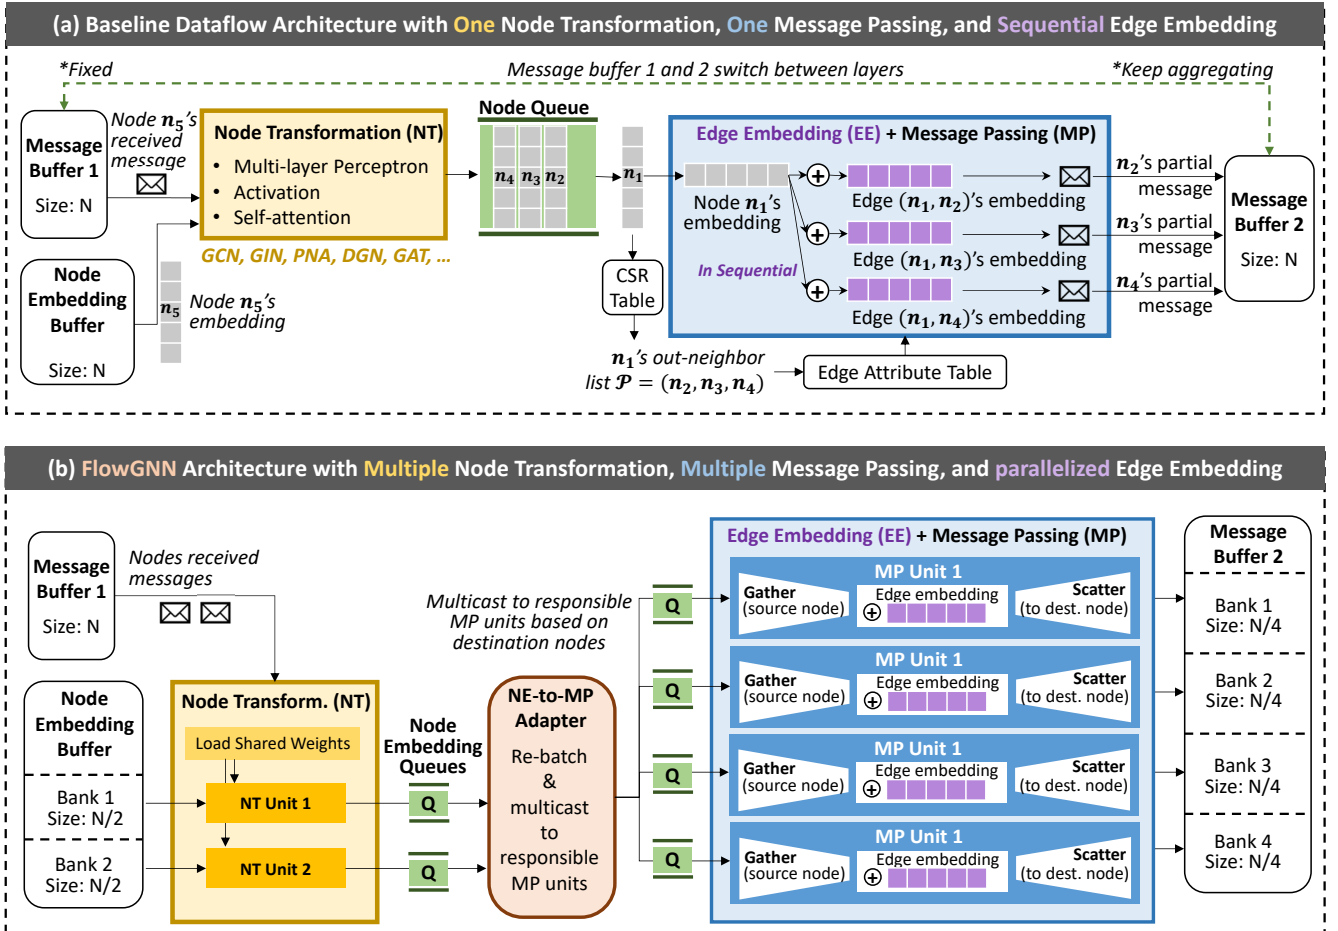 (a) Baseline Dataflow Architecture with One Node Transformation, One Message Passing, and Sequential Edge Embedding
*Fixed
Message buffer 1 and 2 switch between layers
*Keep aggregating
Message
Buffer 1
Size: N
Node n5's
received
message
Node
Embedding
Buffer
Size: N
n5
Node n5's
embedding
Node Transformation (NT)
• Multi-layer Perceptron
• Activation
• Self-attention
GCN, GIN, PNA, DGN, GAT, ...
Node Queue
n4 n3 n2
n1
CSR
Table
n1's out-neighbor
list 𝓟 = (n2, n3, n4)
Edge Attribute Table
Edge Embedding (EE) + Message Passing (MP)
Node n1's
embedding
In Sequential
Edge (n1, n2)'s embedding
Edge (n1, n3)'s embedding
Edge (n1, n4)'s embedding
n2's partial
message
n3's partial
message
n4's partial
message
Message
Buffer 2
Size: N
(b) FlowGNN Architecture with Multiple Node Transformation, Multiple Message Passing, and parallelized Edge Embedding
Message
Buffer 1
Size: N
Nodes received
messages
Node
Embedding
Buffer
Bank 1
Size: N/2
Bank 2
Size: N/2
Node Transform. (NT)
Load Shared Weights
NT Unit 1
NT Unit 2
Node
Embedding
Queues
Q
Q
Multicast to responsible
MP units based on
destination nodes
NE-to-MP
Adapter
Re-batch
&
multicast
to
responsible
MP units
Q
Q
Q
Q
Edge Embedding (EE) + Message Passing (MP)
MP Unit 1
Gather
(source node)
Edge embedding
Scatter
(to dest. node)
MP Unit 1
Gather
(source node)
Edge embedding
Scatter
(to dest. node)
MP Unit 1
Gather
(source node)
Edge embedding
Scatter
(to dest. node)
MP Unit 1
Gather
(source node)
Edge embedding
Scatter
(to dest. node)
Message
Buffer 2
Bank 1
Size: N/4
Bank 2
Size: N/4
Bank 3
Size: N/4
Bank 4
Size: N/4